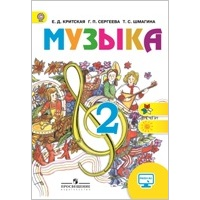 Е. Д. КРИТСКАЯ Г. П. СЕРГЕЕВА Т. С. ШМАГИНА
МУЗЫКА
2
ПРОСВЕЩЕНИЕ